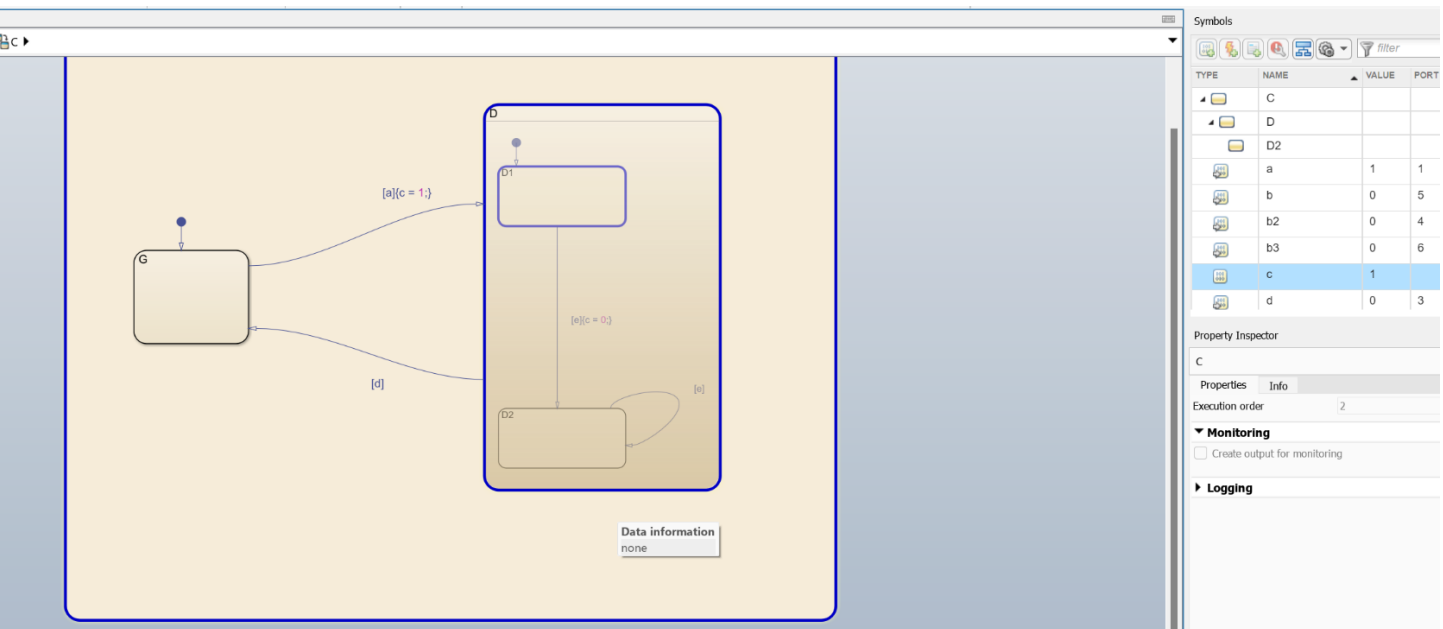 C
Symbols
filter
TYPE NAME VALUE PORT
C
D
D2
a 1 1
b 0 5
b2 0 4
b3 0 6
c 1
d 0 3
D
D1
[a]{c = 1;}
G
[e]{c = 0;}
[d]
[e]
D2
Data information
none
Property Inspector
C
Properties Info
Execution order 2
Monitoring
Create output for monitoring
Logging